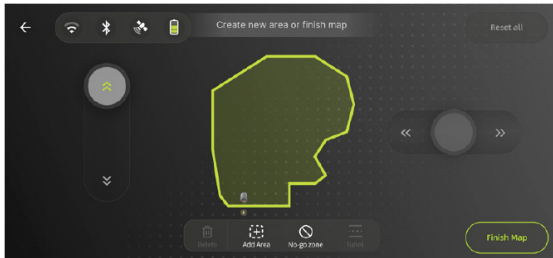 Create new area or finish map
Reset all
Delete
Add Area
No-go zone
Finish Map